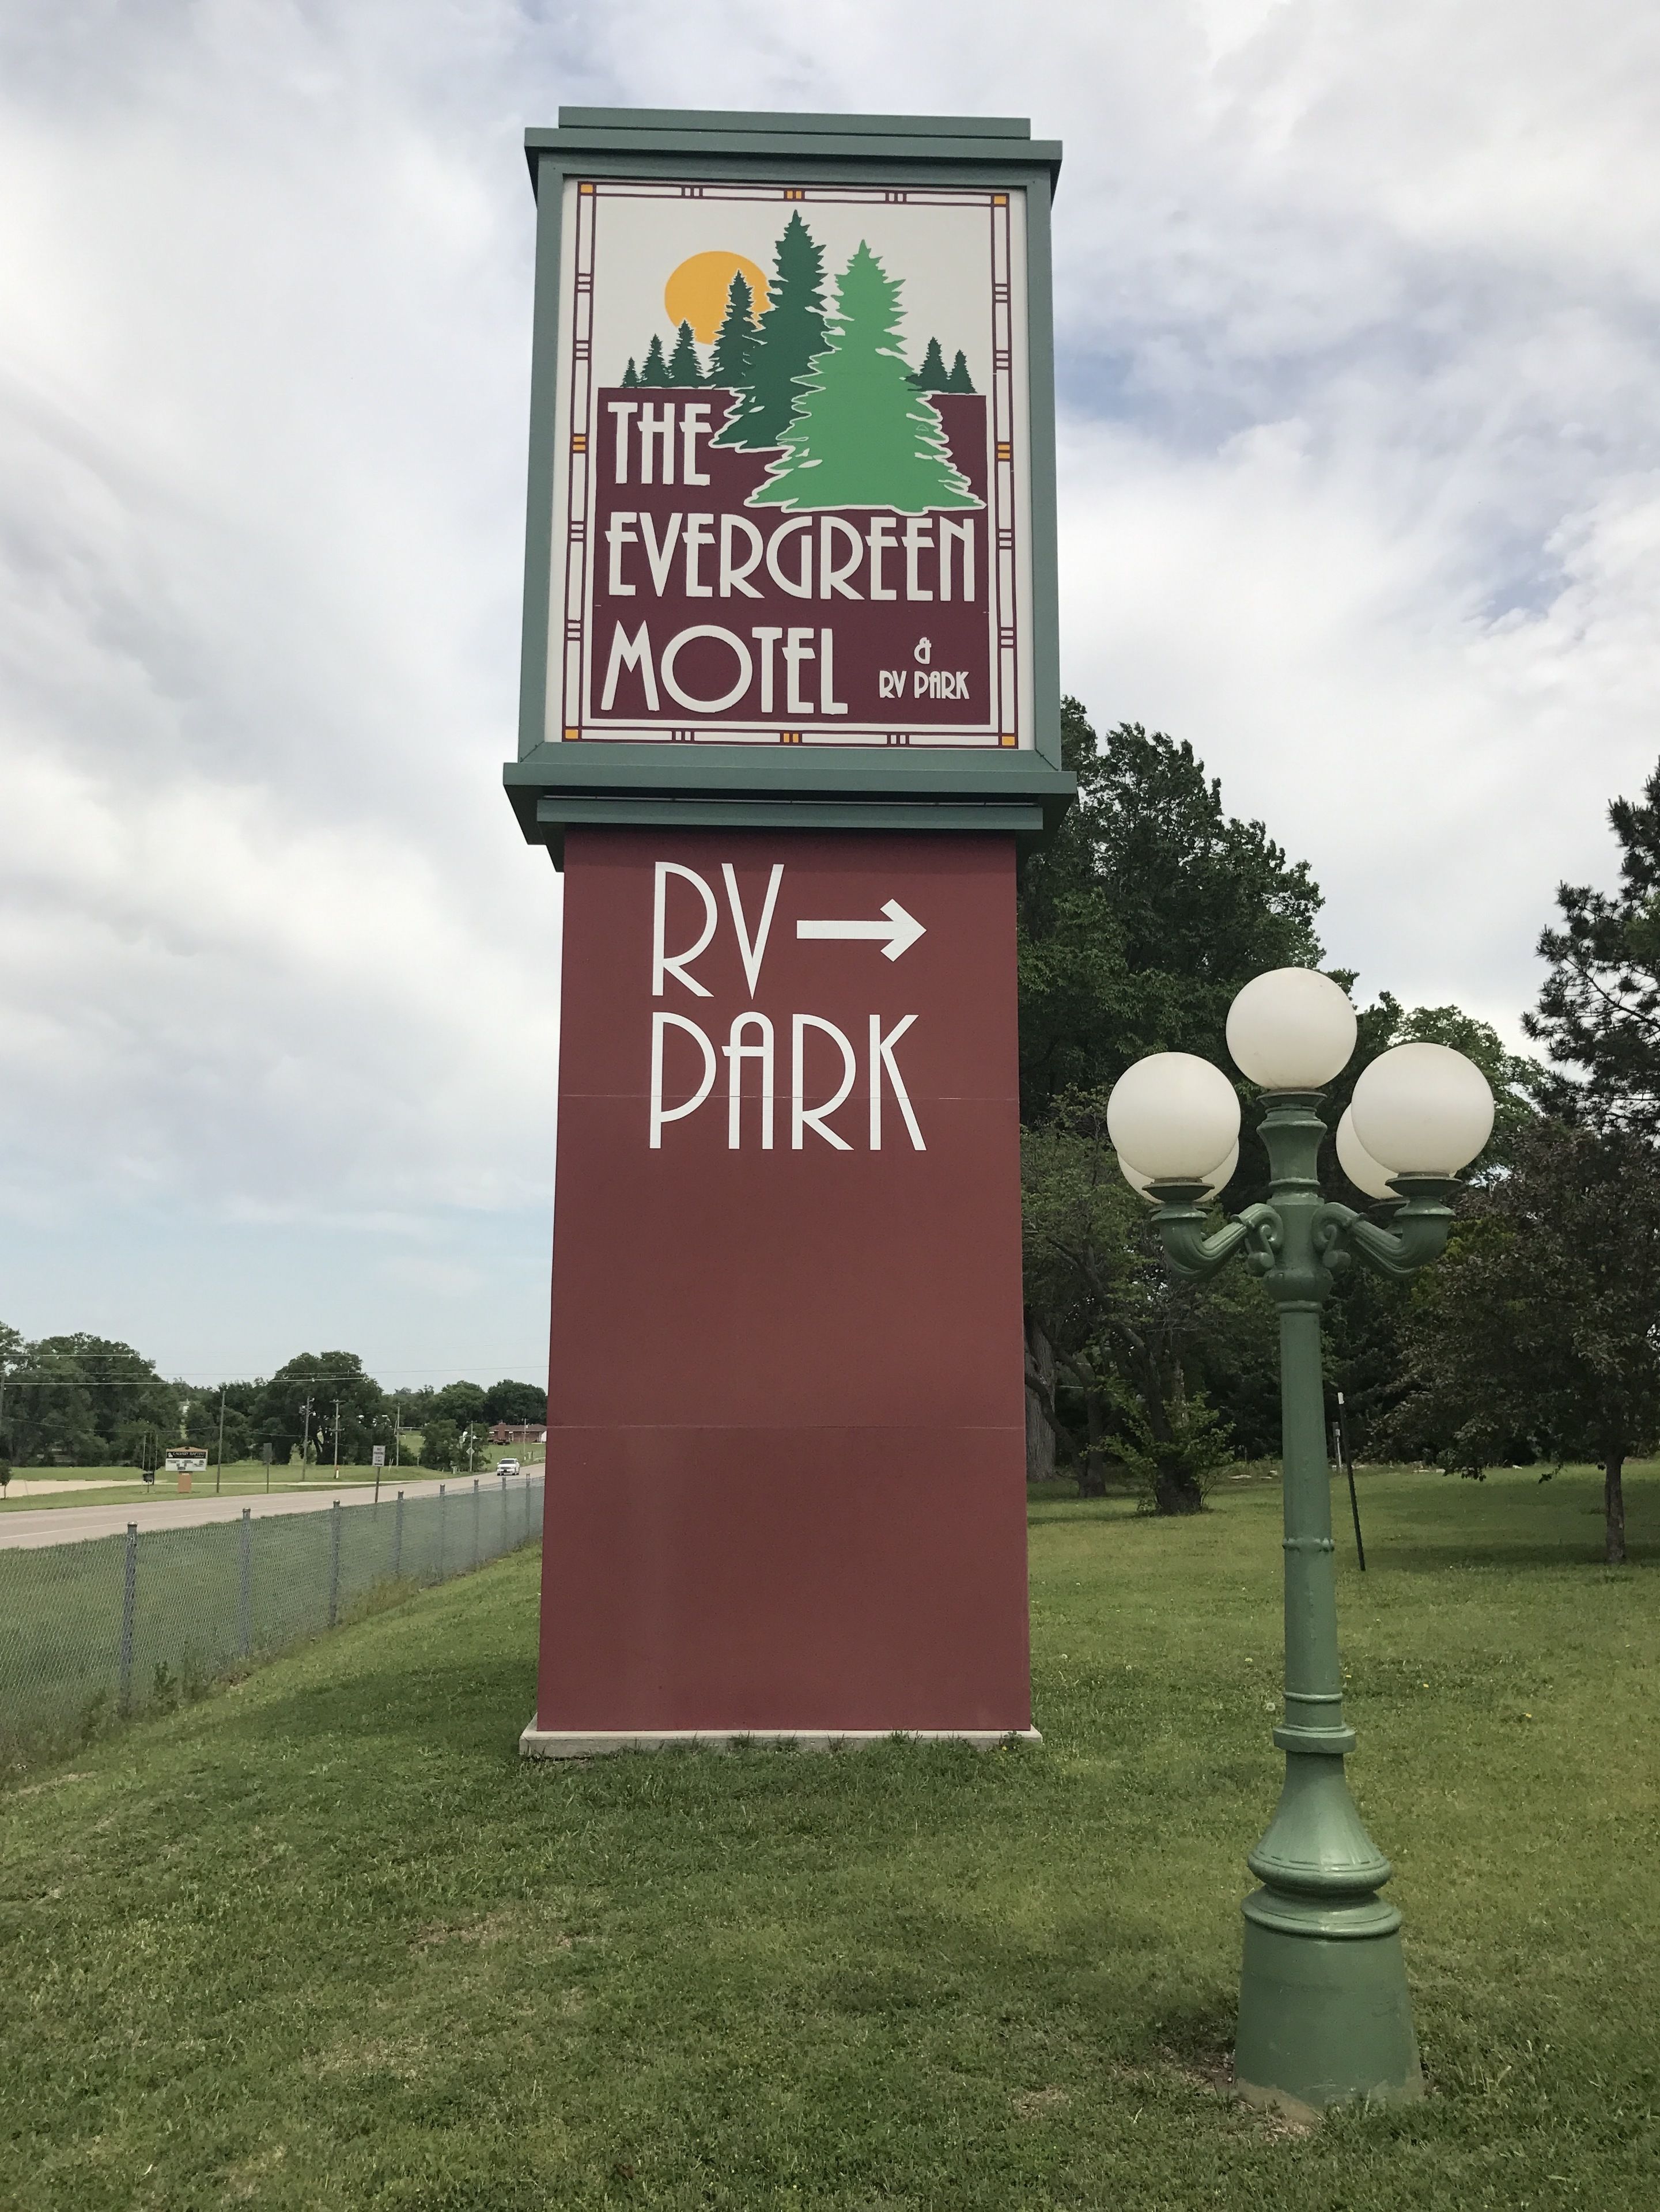 THE
EVERGREEN
MOTEL
&
RV PARK
RV→
PARK